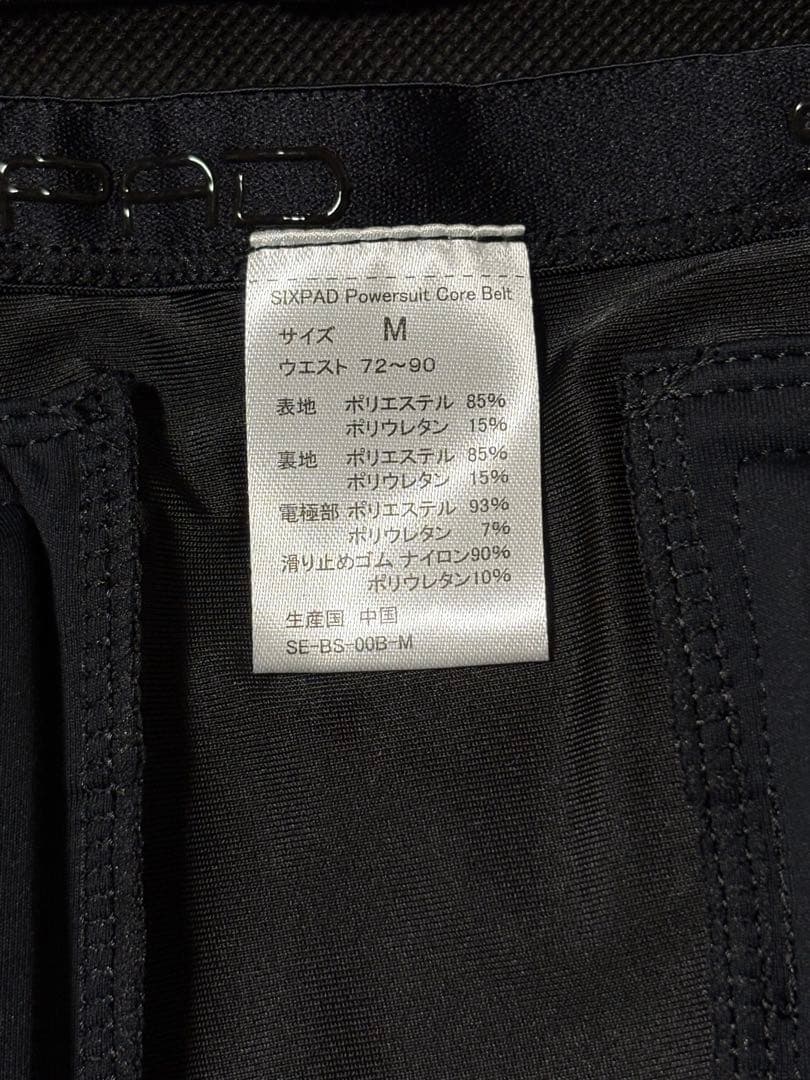 PAD
SIXPAD Powersuit Core Belt
サイズ M
ウエスト 72～90
表地 ポリエステル 85%
ポリウレタン 15%
裏地 ポリエステル 85%
ポリウレタン 15%
電極部 ポリエステル 93%
ポリウレタン 7%
滑り止めゴム ナイロン90%
ポリウレタン10%
生産国 中国
SE-BS-00B-M